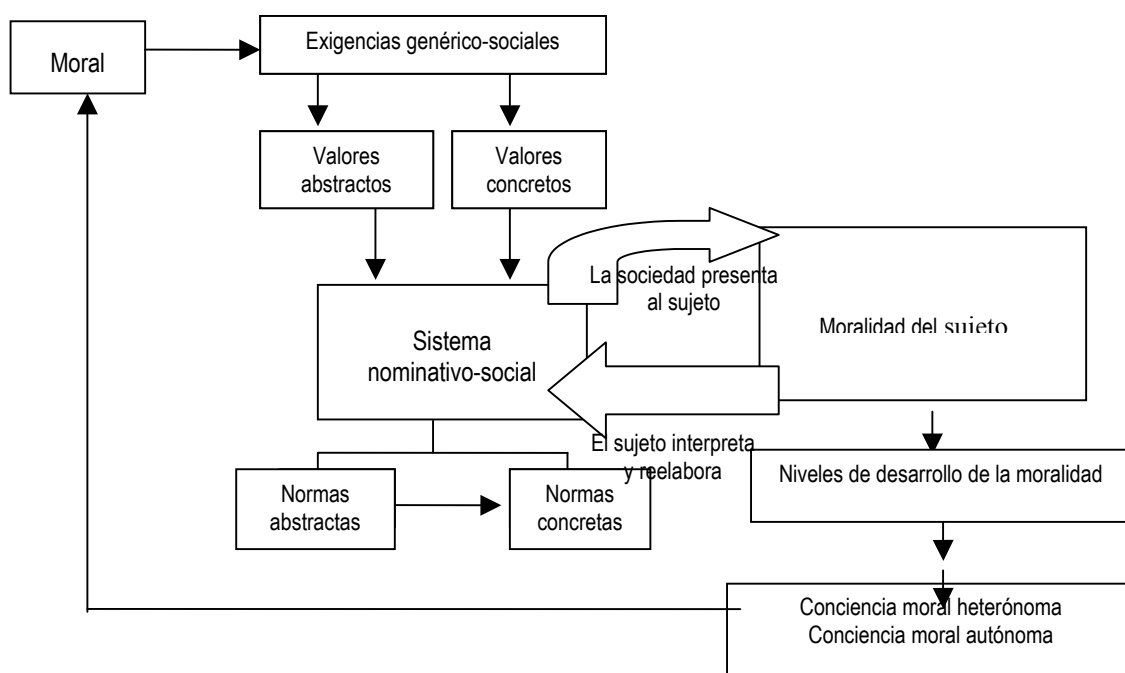 Exigencias genérico-sociales
Moral
Valores
abstractos
Valores
concretos
La sociedad presenta
al sujeto
Moralidad del sujeto
Sistema
nominativo-social
El sujeto interpreta
y reelabora
Niveles de desarrollo de la moralidad
Normas
abstractas
Normas
concretas
Conciencia moral heterónoma
Conciencia moral autónoma